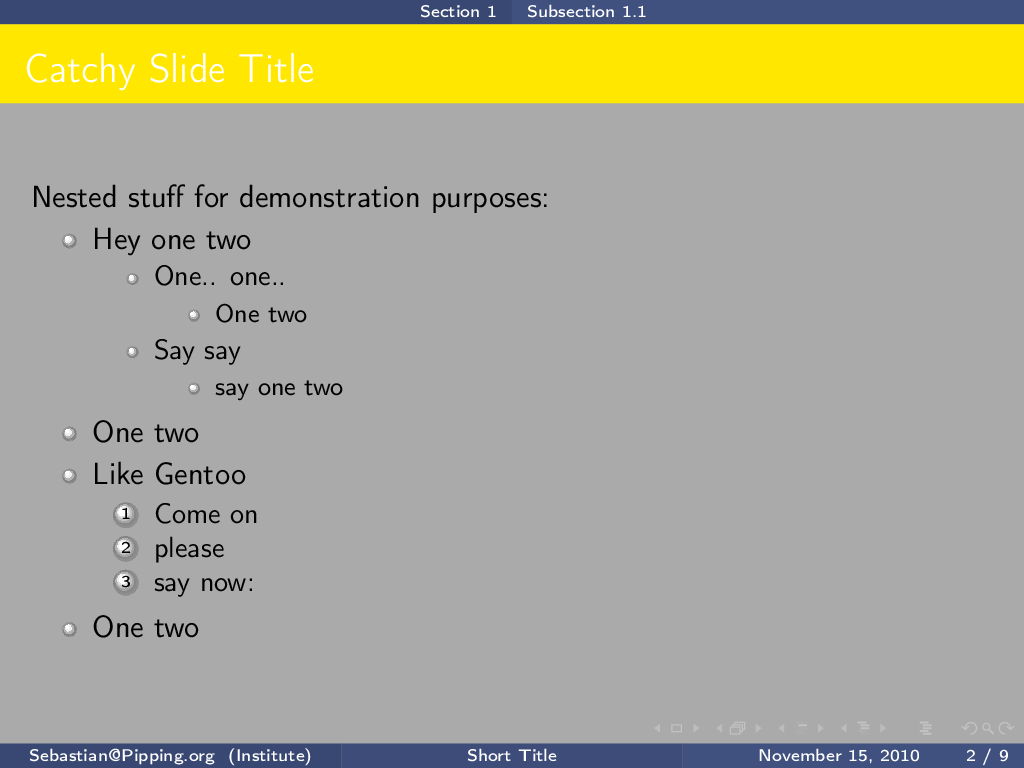 Section 1 Subsection 1.1
Catchy Slide Title
Nested stuff for demonstration purposes:
Hey one two
One.. one..
One two
Say say
say one two
One two
Like Gentoo
1 Come on
2 please
3 say now:
One two
Sebastian@Pipping.org (Institute) Short Title November 15, 2010 2 / 9